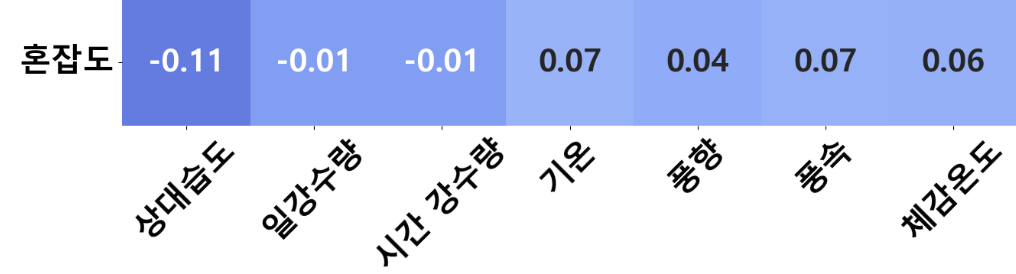 혼잡도 -0.11 -0.01 -0.01 0.07 0.04 0.07 0.06
상대습도 일강수량 시간 강수량 기온 풍향 풍속 체감온도